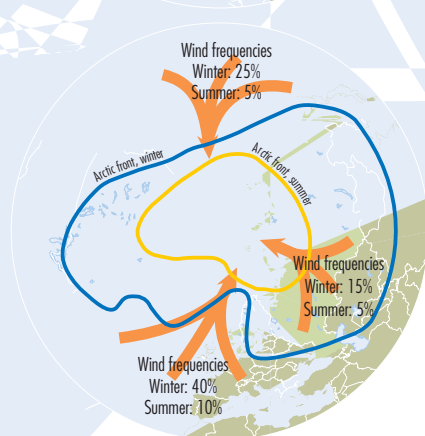 Wind frequencies
Winter: 25%
Summer: 5%
Arctic front, winter
Arctic front, summer
Wind frequencies
Winter: 15%
Summer: 5%
Wind frequencies
Winter: 40%
Summer: 10%